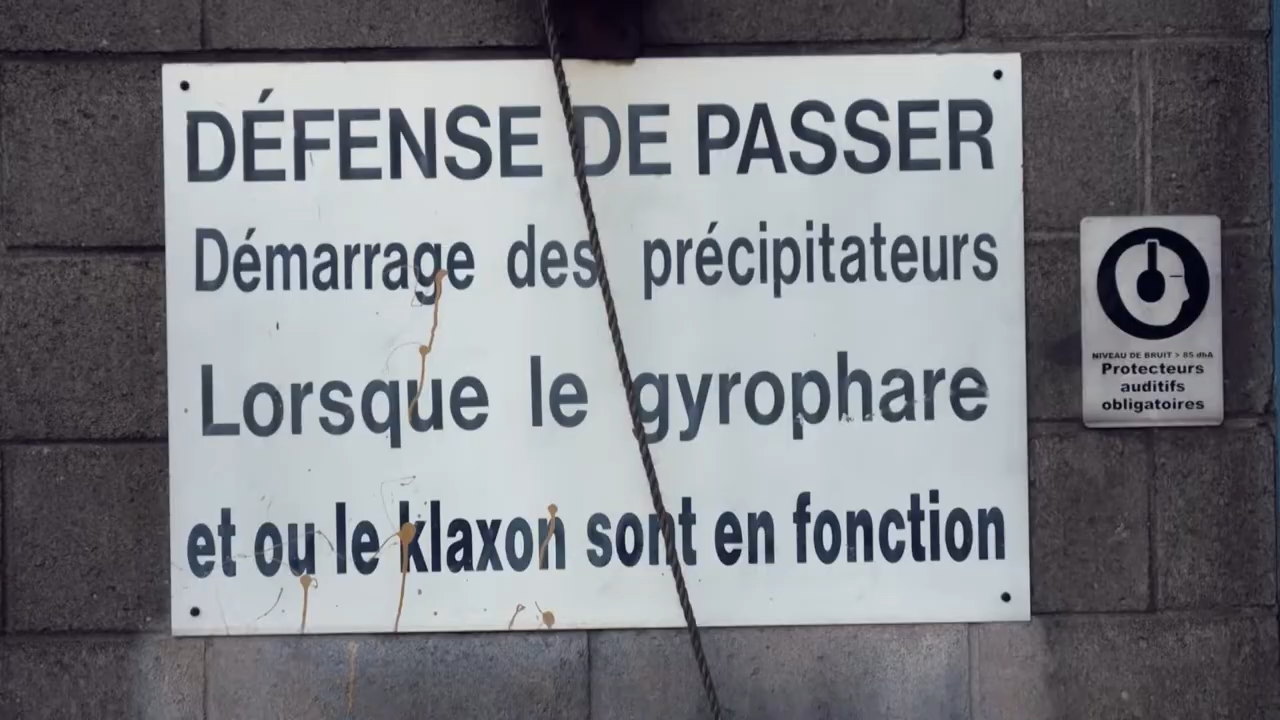 DÉFENSE DE PASSER
Démarrage des précipitateurs
Lorsque le gyrophare
et ou le klaxon sont en fonction
NIVEAU DE BRUIT > 85 dbA
Protecteurs
auditifs
obligatoires